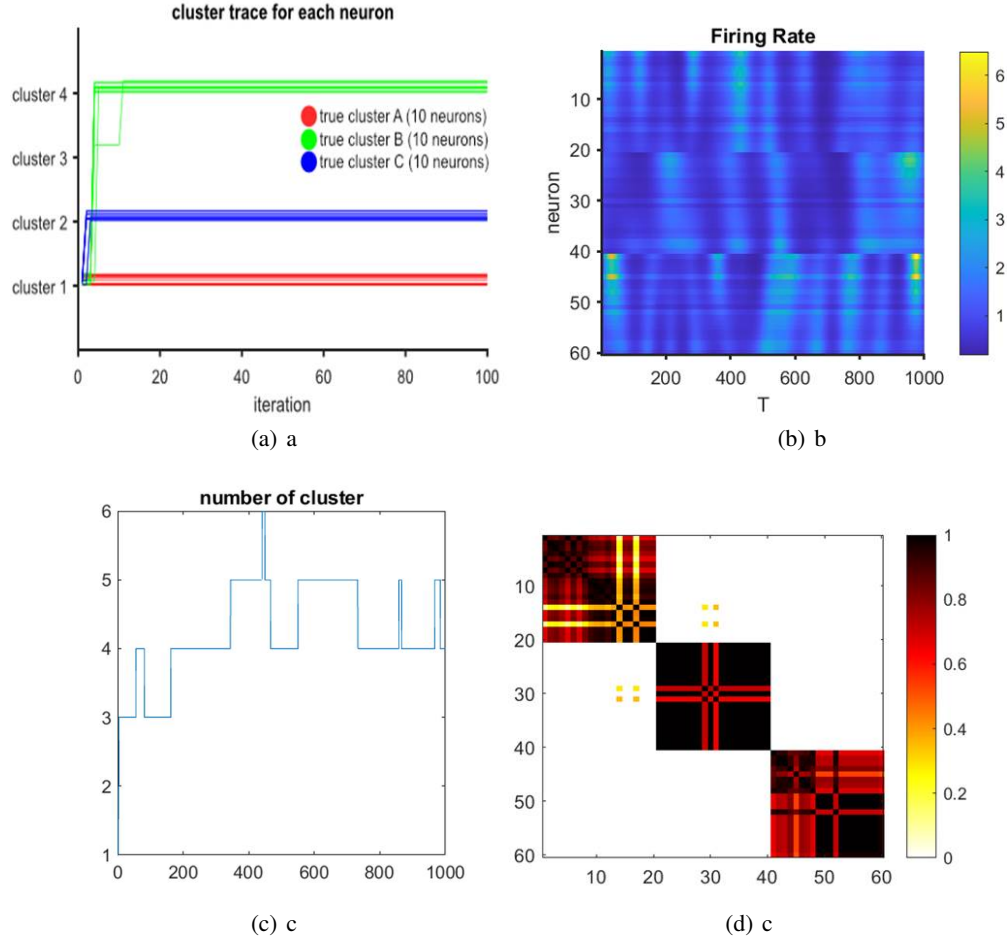 cluster trace for each neuron
cluster 4
cluster 3
cluster 2
cluster 1
true cluster A (10 neurons)
true cluster B (10 neurons)
true cluster C (10 neurons)
0 20 40 60 80 100
iteration
(a) a
Firing Rate
10
20
30
40
50
60
neuron
200 400 600 800 1000
T
6
5
4
3
2
1
(b) b
number of cluster
6
5
4
3
2
1
0 200 400 600 800 1000
(c) c
10
20
30
40
50
60
10 20 30 40 50 60
1
0.8
0.6
0.4
0.2
0
(d) c